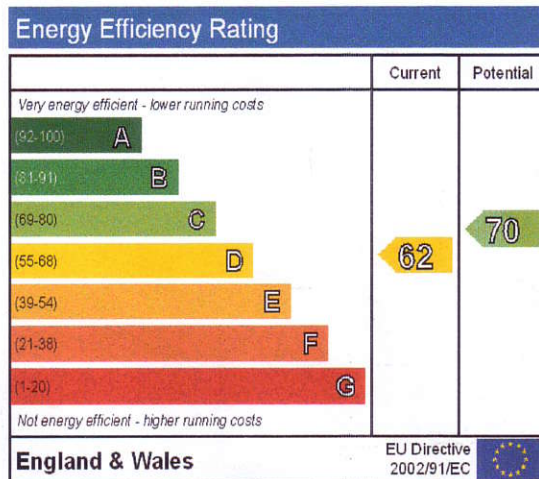 Energy Efficiency Rating
Current Potential
Very energy efficient - lower running costs
(92-100) A
(81-91) B
(69-80) C
(55-68) D
(39-54) E
(21-38) F
(1-20) G
62
70
Not energy efficient - higher running costs
England & Wales
EU Directive
2002/91/EC